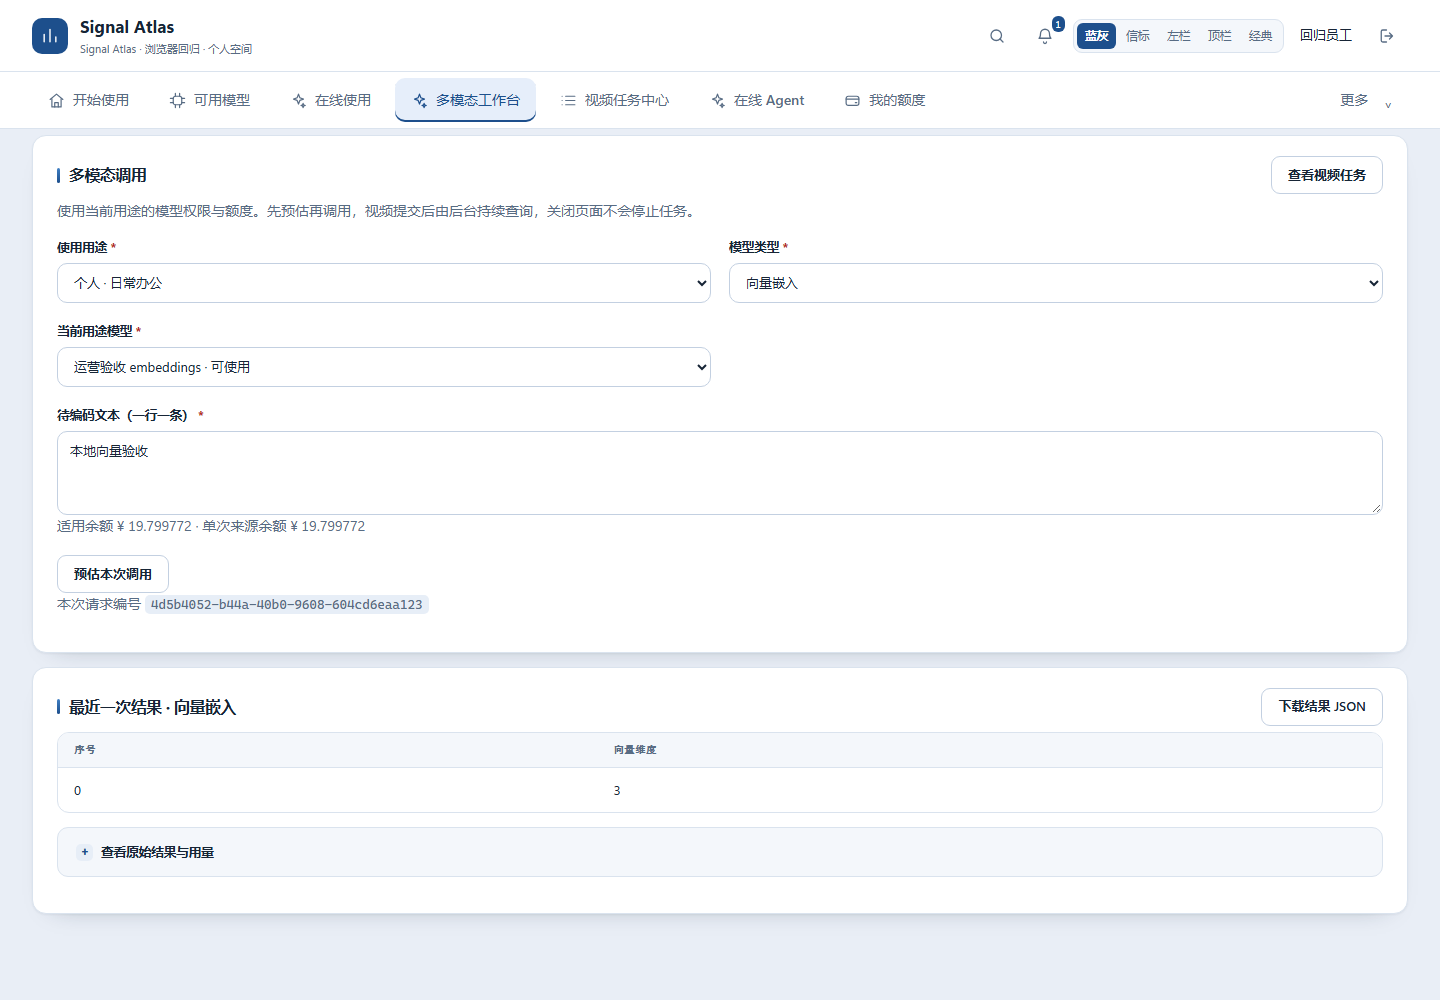 Signal Atlas
Signal Atlas · 浏览器回归 · 个人空间
1
蓝灰 信标 左栏 顶栏 经典
回归员工
开始使用 可用模型 在线使用 多模态工作台 视频任务中心 在线 Agent 我的额度 更多
多模态调用
查看视频任务
使用当前用途的模型权限与额度。先预估再调用，视频提交后由后台持续查询，关闭页面不会停止任务。
使用用途 * 模型类型 *
个人 · 日常办公 向量嵌入
当前用途模型 *
运营验收 embeddings · 可使用
待编码文本（一行一条） *
本地向量验收
适用余额 ¥ 19.799772 · 单次来源余额 ¥ 19.799772
预估本次调用
本次请求编号 4d5b4052-b44a-40b0-9608-604cd6eaa123
最近一次结果 · 向量嵌入
下载结果 JSON
序号 向量维度
0 3
+ 查看原始结果与用量